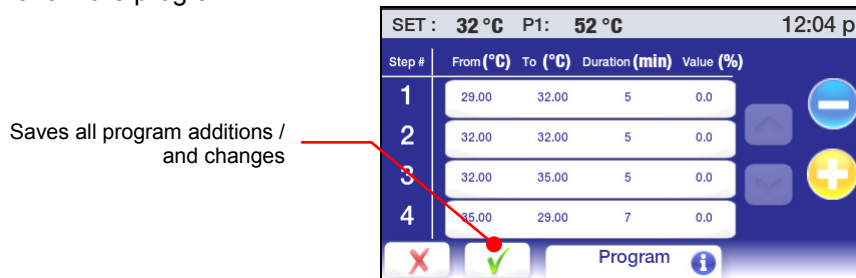 SET : 32 °C P1: 52 °C 12:04 p
Step # From (°C) To (°C) Duration (min) Value (%)
1 29.00 32.00 5 0.0
2 32.00 32.00 5 0.0
3 32.00 35.00 5 0.0
4 35.00 29.00 7 0.0
Program
Saves all program additions /
and changes